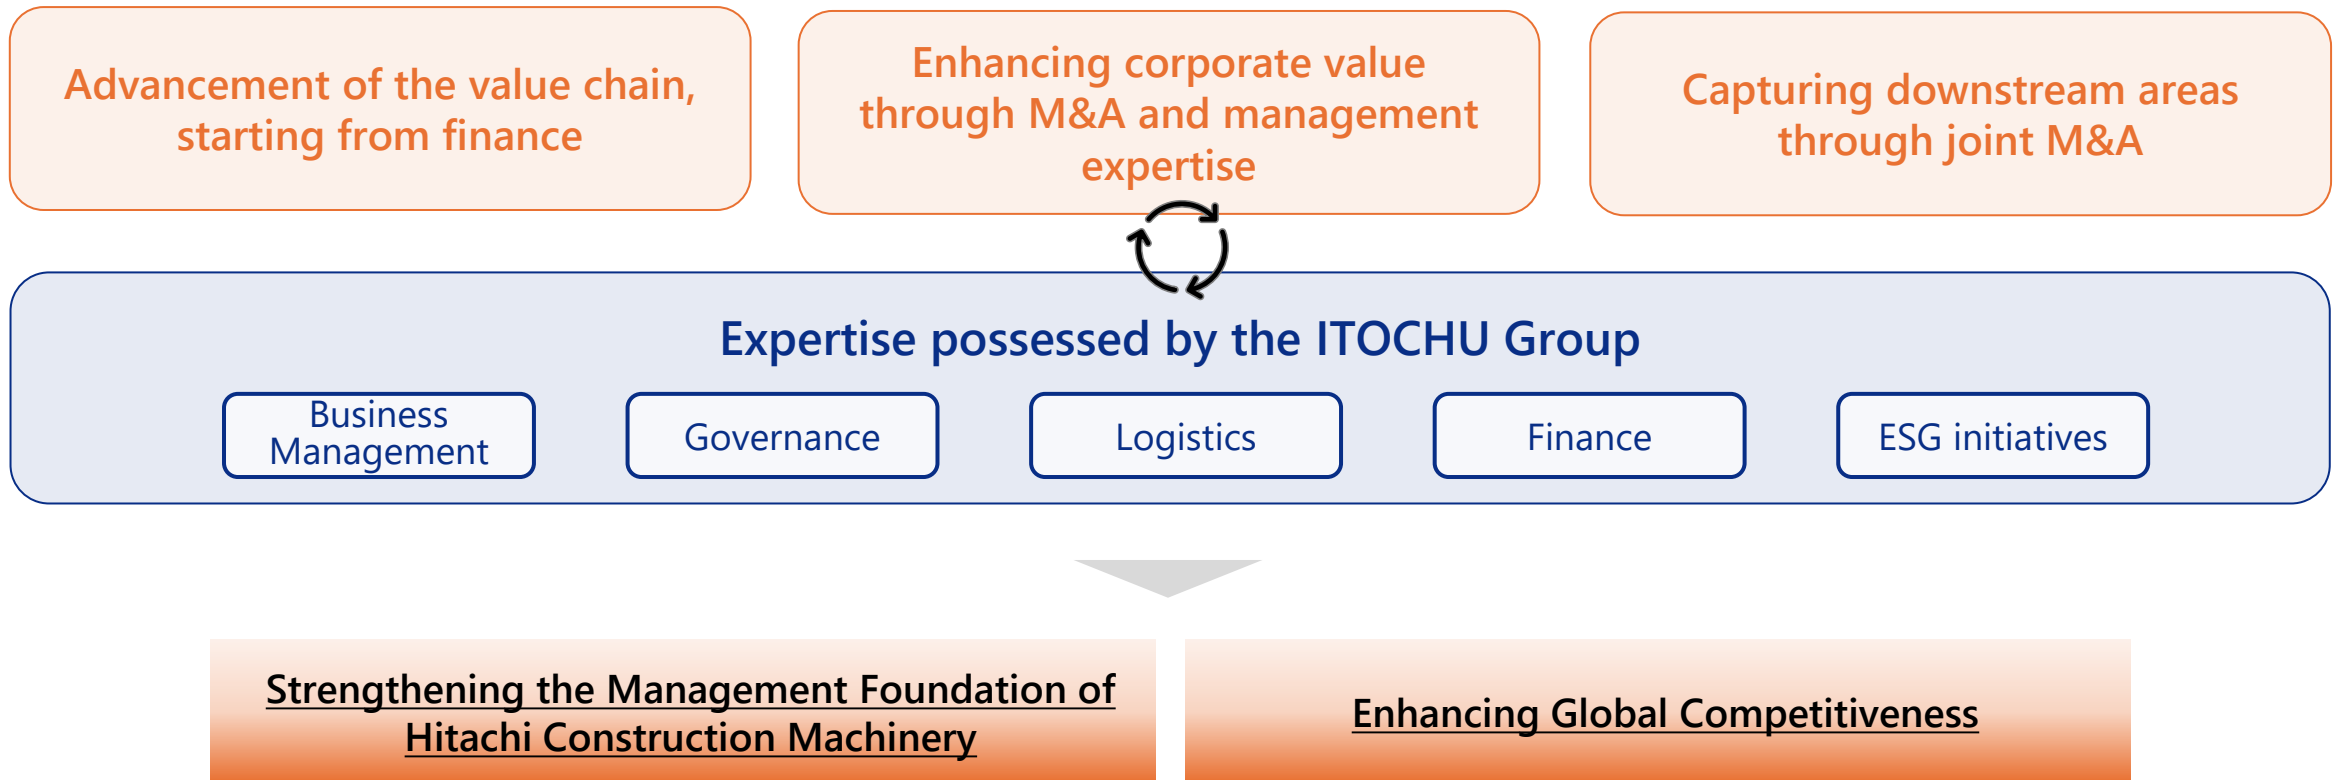 Advancement of the value chain,
starting from finance
Enhancing corporate value
through M&A and management
expertise
Capturing downstream areas
through joint M&A
Expertise possessed by the ITOCHU Group
Business
Management
Governance
Logistics
Finance
ESG initiatives
Strengthening the Management Foundation of
Hitachi Construction Machinery
Enhancing Global Competitiveness